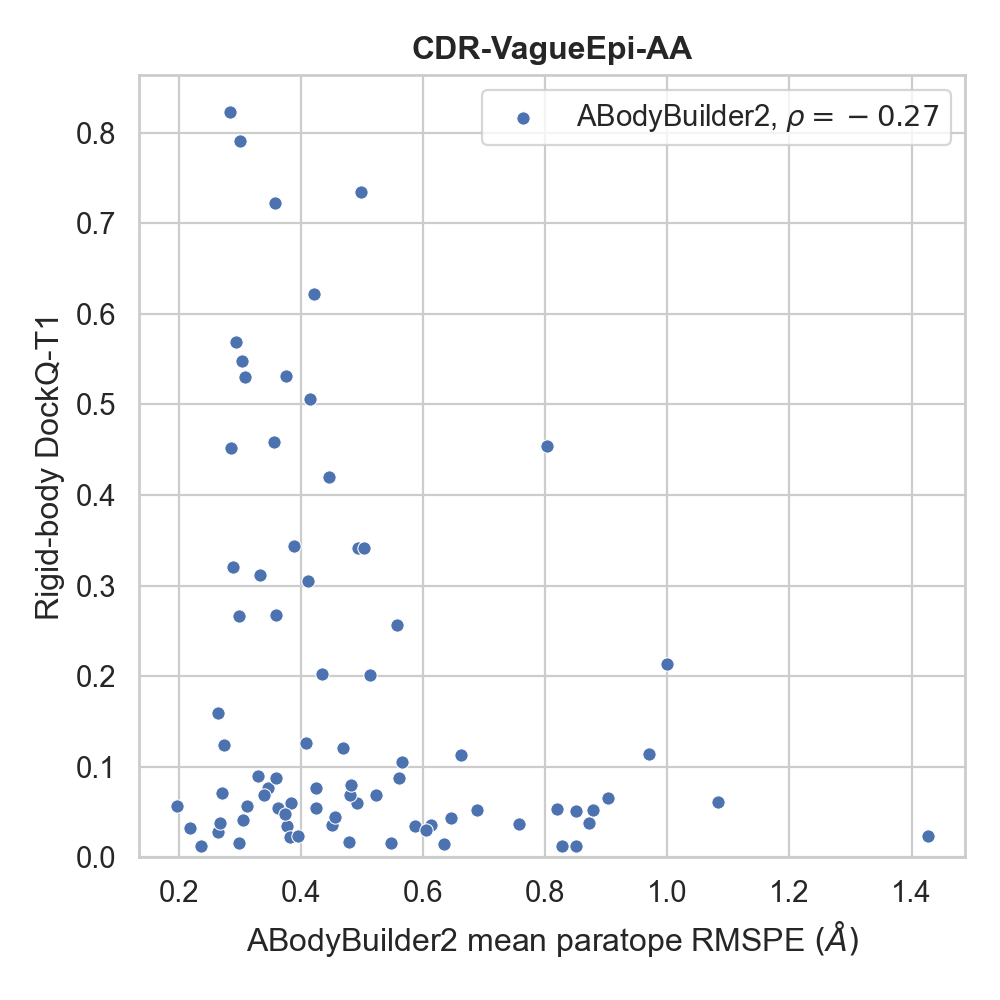 CDR-VagueEpi-AA
ABodyBuilder2, ρ = − 0.27
Rigid-body DockQ-T1
0.8
0.7
0.6
0.5
0.4
0.3
0.2
0.1
0.0
0.2 0.4 0.6 0.8 1.0 1.2 1.4
ABodyBuilder2 mean paratope RMSPE (Å)